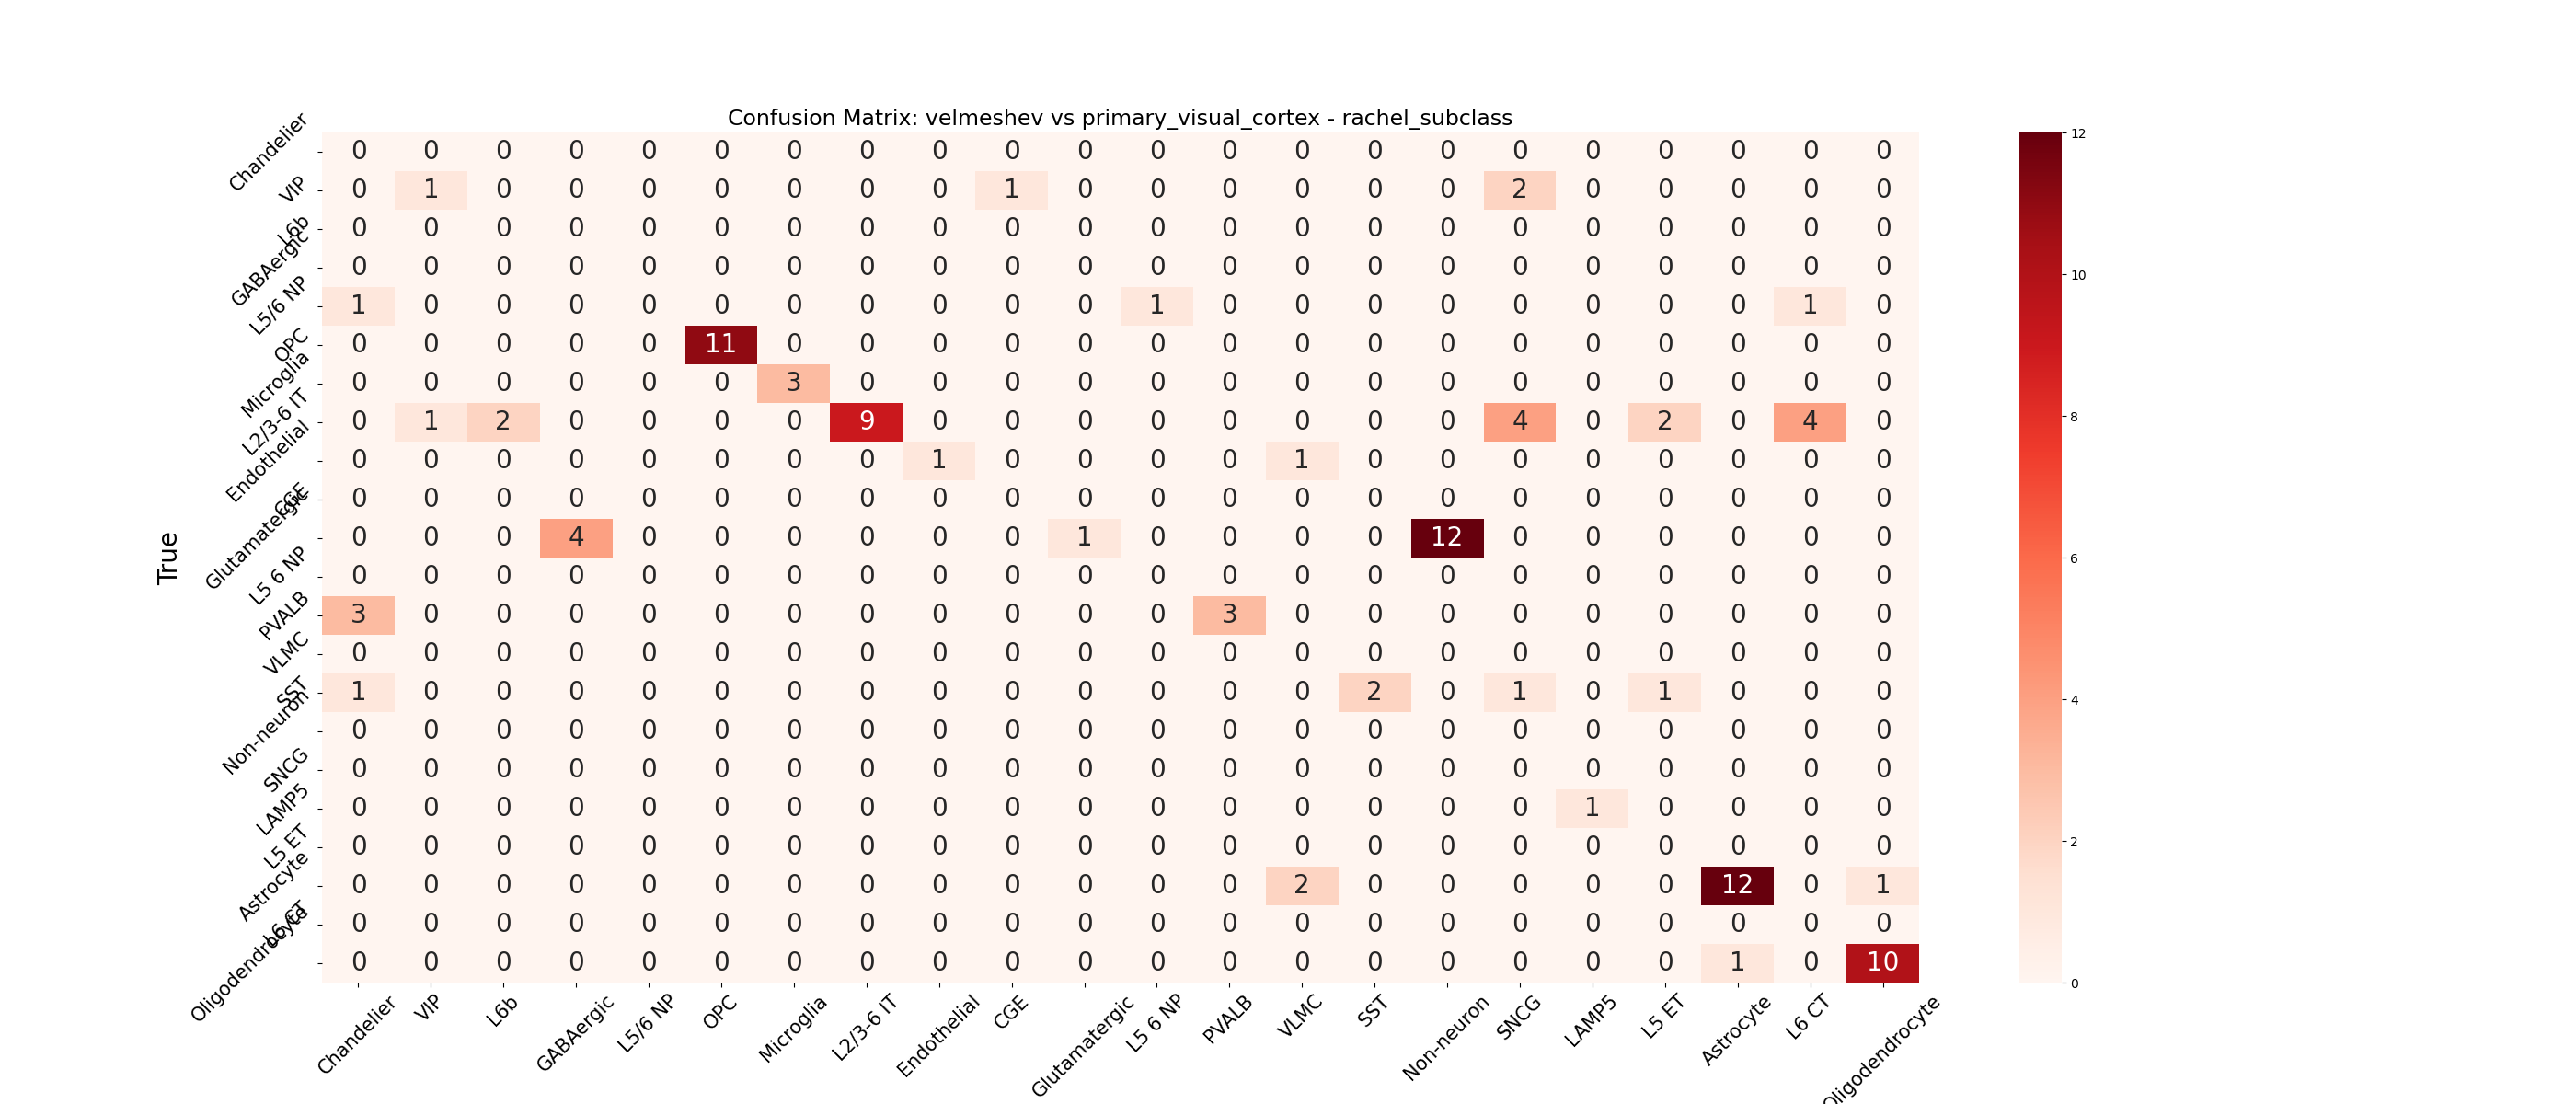 Confusion Matrix: velmeshev vs primary_visual_cortex - rachel_subclass
True
Chandelier 0 0 0 0 0 0 0 0 0 0 0 0 0 0 0 0 0 0 0 0 0 0
VIP 0 1 0 0 0 0 0 0 0 1 0 0 0 0 0 0 2 0 0 0 0 0
L6b 0 0 0 0 0 0 0 0 0 0 0 0 0 0 0 0 0 0 0 0 0 0
GABAergic 0 0 0 0 0 0 0 0 0 0 0 0 0 0 0 0 0 0 0 0 0 0
L5/6 NP 1 0 0 0 0 0 0 0 0 0 0 1 0 0 0 0 0 0 0 0 1 0
OPC 0 0 0 0 0 11 0 0 0 0 0 0 0 0 0 0 0 0 0 0 0 0
Microglia 0 0 0 0 0 0 3 0 0 0 0 0 0 0 0 0 0 0 0 0 0 0
L2/3-6 IT 0 1 2 0 0 0 0 9 0 0 0 0 0 0 0 0 4 0 2 0 4 0
Endothelial 0 0 0 0 0 0 0 0 1 0 0 0 0 1 0 0 0 0 0 0 0 0
CGE 0 0 0 0 0 0 0 0 0 0 0 0 0 0 0 0 0 0 0 0 0 0
Glutamatergic 0 0 0 4 0 0 0 0 0 0 1 0 0 0 0 12 0 0 0 0 0 0
L5 6 NP 0 0 0 0 0 0 0 0 0 0 0 0 0 0 0 0 0 0 0 0 0 0
PVALB 3 0 0 0 0 0 0 0 0 0 0 0 3 0 0 0 0 0 0 0 0 0
VLMC 0 0 0 0 0 0 0 0 0 0 0 0 0 0 0 0 0 0 0 0 0 0
SST 1 0 0 0 0 0 0 0 0 0 0 0 0 0 2 0 1 0 1 0 0 0
Non-neuron 0 0 0 0 0 0 0 0 0 0 0 0 0 0 0 0 0 0 0 0 0 0
SNCG 0 0 0 0 0 0 0 0 0 0 0 0 0 0 0 0 0 0 0 0 0 0
LAMP5 0 0 0 0 0 0 0 0 0 0 0 0 0 0 0 0 0 1 0 0 0 0
L5 ET 0 0 0 0 0 0 0 0 0 0 0 0 0 0 0 0 0 0 0 0 0 0
Astrocyte 0 0 0 0 0 0 0 0 0 0 0 0 0 2 0 0 0 0 0 12 0 1
L6 CT 0 0 0 0 0 0 0 0 0 0 0 0 0 0 0 0 0 0 0 0 0 0
Oligodendrocyte 0 0 0 0 0 0 0 0 0 0 0 0 0 0 0 0 0 0 0 1 0 10
Chandelier VIP L6b GABAergic L5/6 NP OPC Microglia L2/3-6 IT Endothelial CGE Glutamatergic L5 6 NP PVALB VLMC SST Non-neuron SNCG LAMP5 L5 ET Astrocyte L6 CT Oligodendrocyte
12
10
8
6
4
2
0